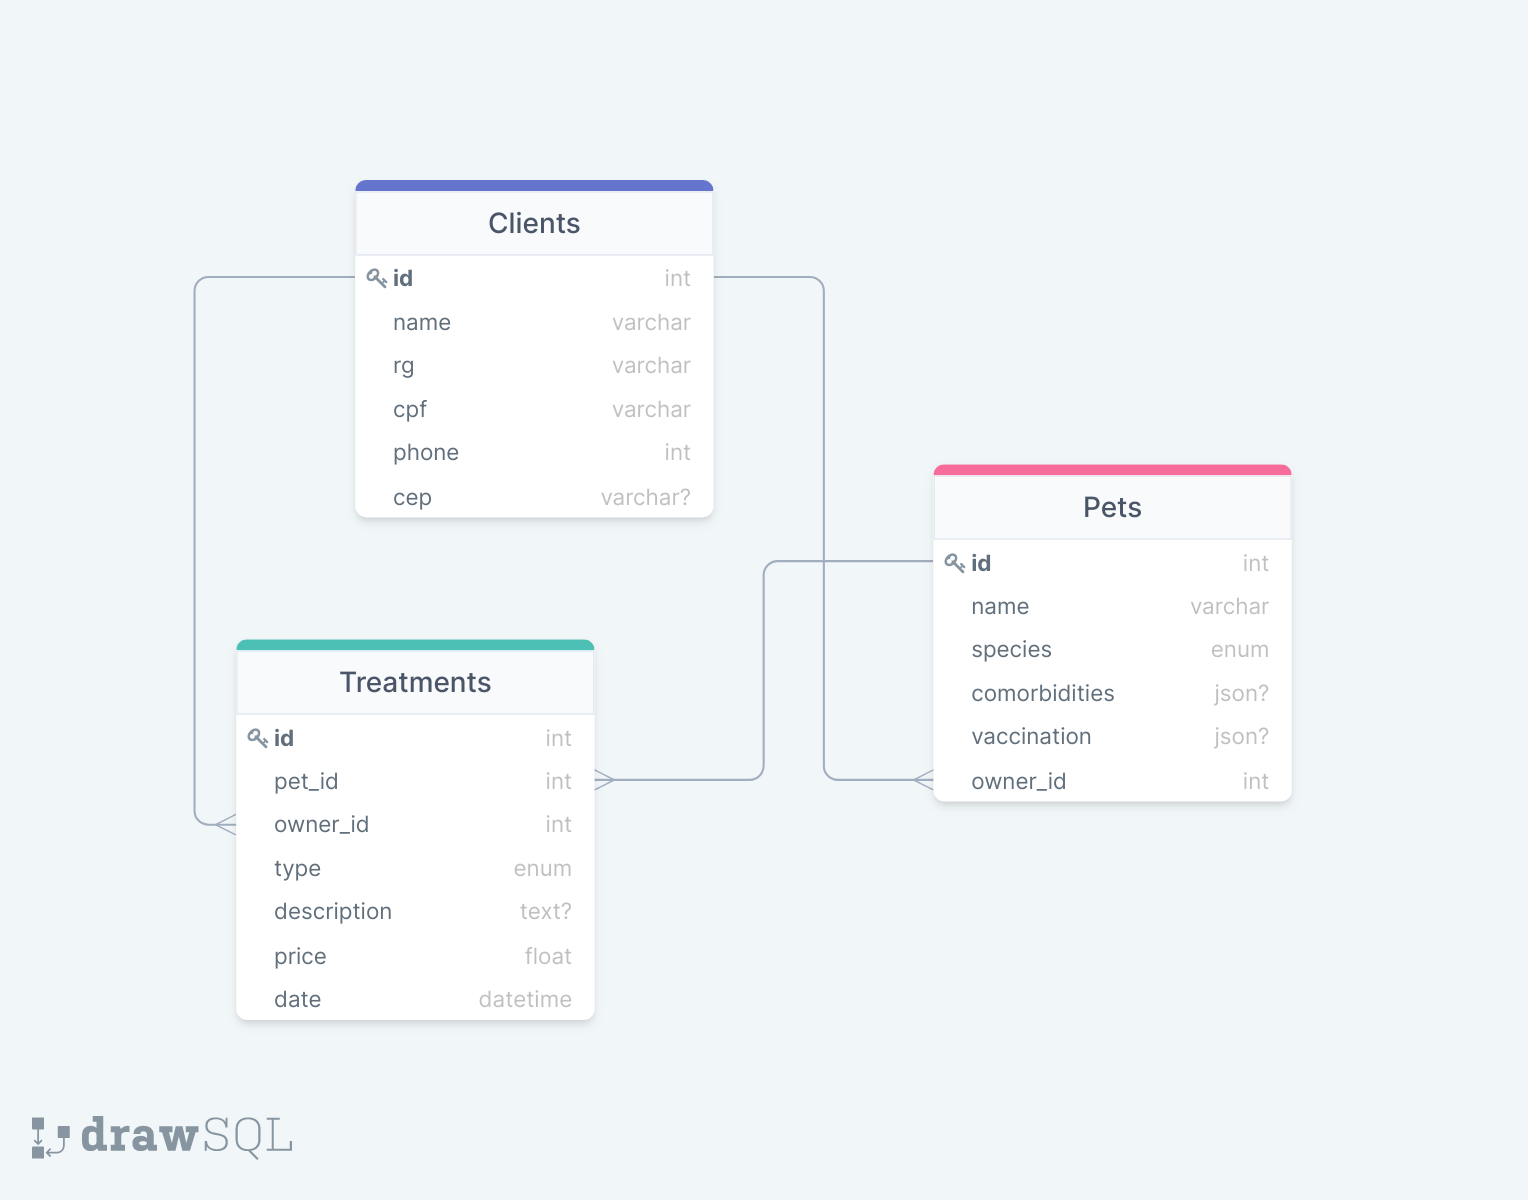 Clients
id int
name varchar
rg varchar
cpf varchar
phone int
cep varchar?
Pets
id int
name varchar
species enum
comorbidities json?
vaccination json?
owner_id int
Treatments
id int
pet_id int
owner_id int
type enum
description text?
price float
date datetime
drawSQL